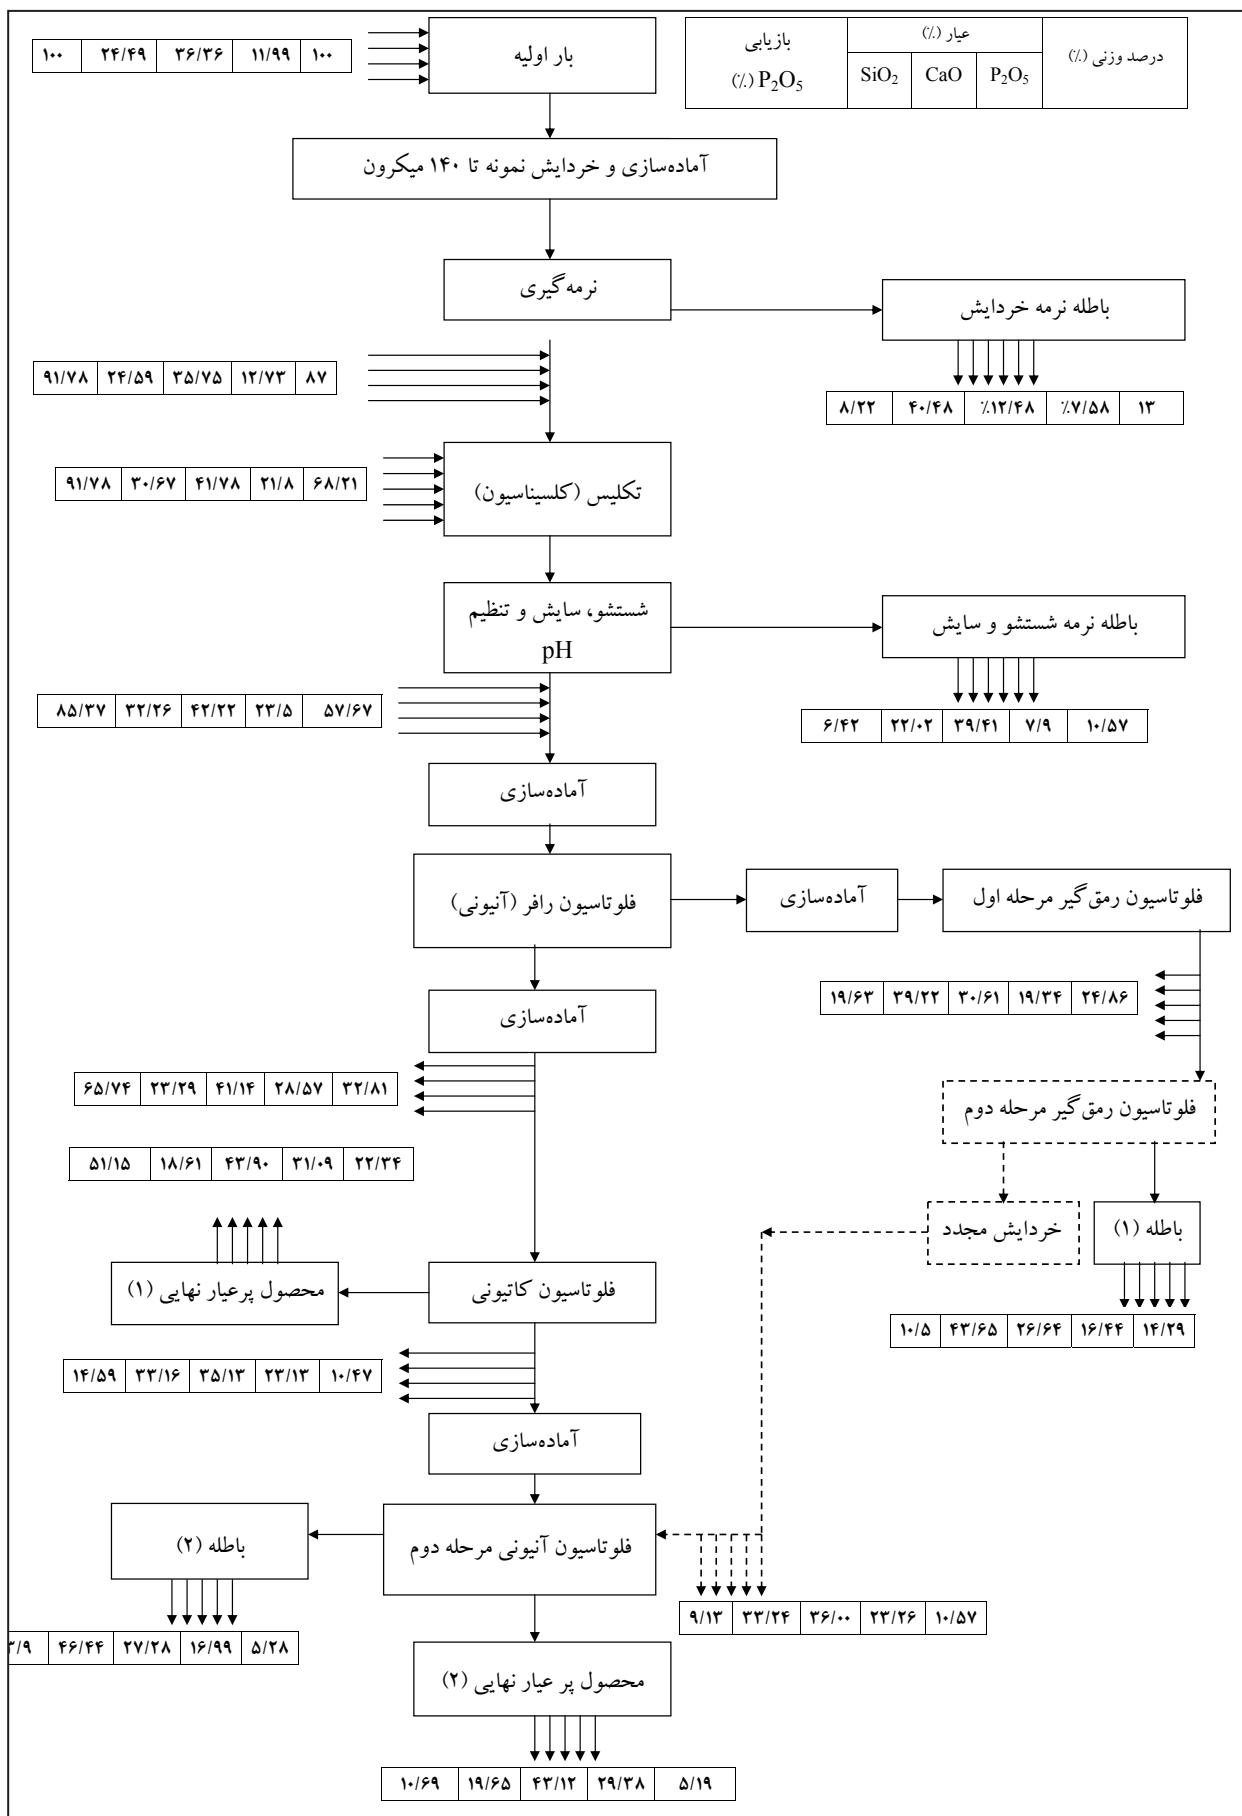 بار اولیه
۱۰۰ ۲۴/۴۹ ۳۶/۳۶ ۱۱/۹۹ ۱۰۰
درصد وزنی (٪)
عیار (٪)
P2O5 CaO SiO2
بازیابی
P2O5 (٪)
آماده‌سازی و خردایش نمونه تا ۱۴۰ میکرون
نرمه‌گیری
باطله نرمه خردایش
۹۱/۷۸ ۲۴/۵۹ ۳۵/۷۵ ۱۲/۷۳ ۸۷
۸/۲۲ ۴۰/۴۸ ٪۱۲/۴۸ ٪۷/۵۸ ۱۳
تکلیس (کلسیناسیون)
۹۱/۷۸ ۳۰/۶۷ ۴۱/۷۸ ۲۱/۸ ۶۸/۲۱
شستشو، سایش و تنظیم
pH
باطله نرمه شستشو و سایش
۸۵/۳۷ ۳۲/۲۶ ۴۲/۲۲ ۲۳/۵ ۵۷/۶۷
۶/۴۲ ۲۲/۰۲ ۳۹/۴۱ ۷/۹ ۱۰/۵۷
آماده‌سازی
فلوتاسیون رافر (آنیونی)
آماده‌سازی
فلوتاسیون رمق‌گیر مرحله اول
۱۹/۶۳ ۳۹/۲۲ ۳۰/۶۱ ۱۹/۳۴ ۲۴/۸۶
آماده‌سازی
۶۵/۷۴ ۲۳/۲۹ ۴۱/۱۴ ۲۸/۵۷ ۳۲/۸۱
فلوتاسیون رمق‌گیر مرحله دوم
۵۱/۱۵ ۱۸/۶۱ ۴۳/۹۰ ۳۱/۰۹ ۲۲/۳۴
باطله (۱)
خردایش مجدد
فلوتاسیون کاتیونی
محصول پرعیار نهایی (۱)
۱۰/۵ ۴۳/۶۵ ۲۶/۶۴ ۱۶/۴۴ ۱۴/۲۹
۱۴/۵۹ ۳۳/۱۶ ۳۵/۱۳ ۲۳/۱۳ ۱۰/۴۷
آماده‌سازی
فلوتاسیون آنیونی مرحله دوم
باطله (۲)
۹/۱۳ ۳۳/۲۴ ۳۶/۰۰ ۲۳/۲۶ ۱۰/۵۷
۳/۹ ۴۶/۴۴ ۲۷/۲۸ ۱۶/۹۹ ۵/۲۸
محصول پر عیار نهایی (۲)
۱۰/۶۹ ۱۹/۶۵ ۴۳/۱۲ ۲۹/۳۸ ۵/۱۹